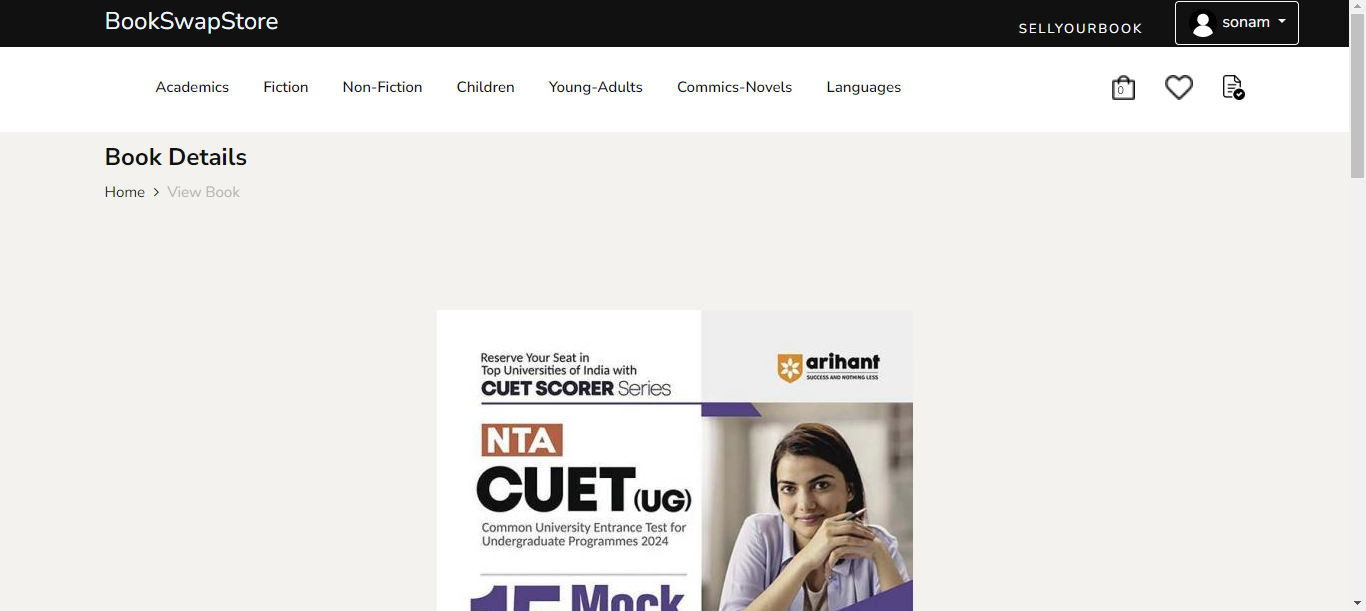 BookSwapStore
SELLYOURBOOK
sonam
Academics Fiction Non-Fiction Children Young-Adults Commics-Novels Languages
0
Book Details
Home > View Book
Reserve Your Seat in
Top Universities of India with
CUET SCORER Series
arihant
SUCCESS AND NOTHING LESS
NTA
CUET (UG)
Common University Entrance Test for
Undergraduate Programmes 2024
15 Mock